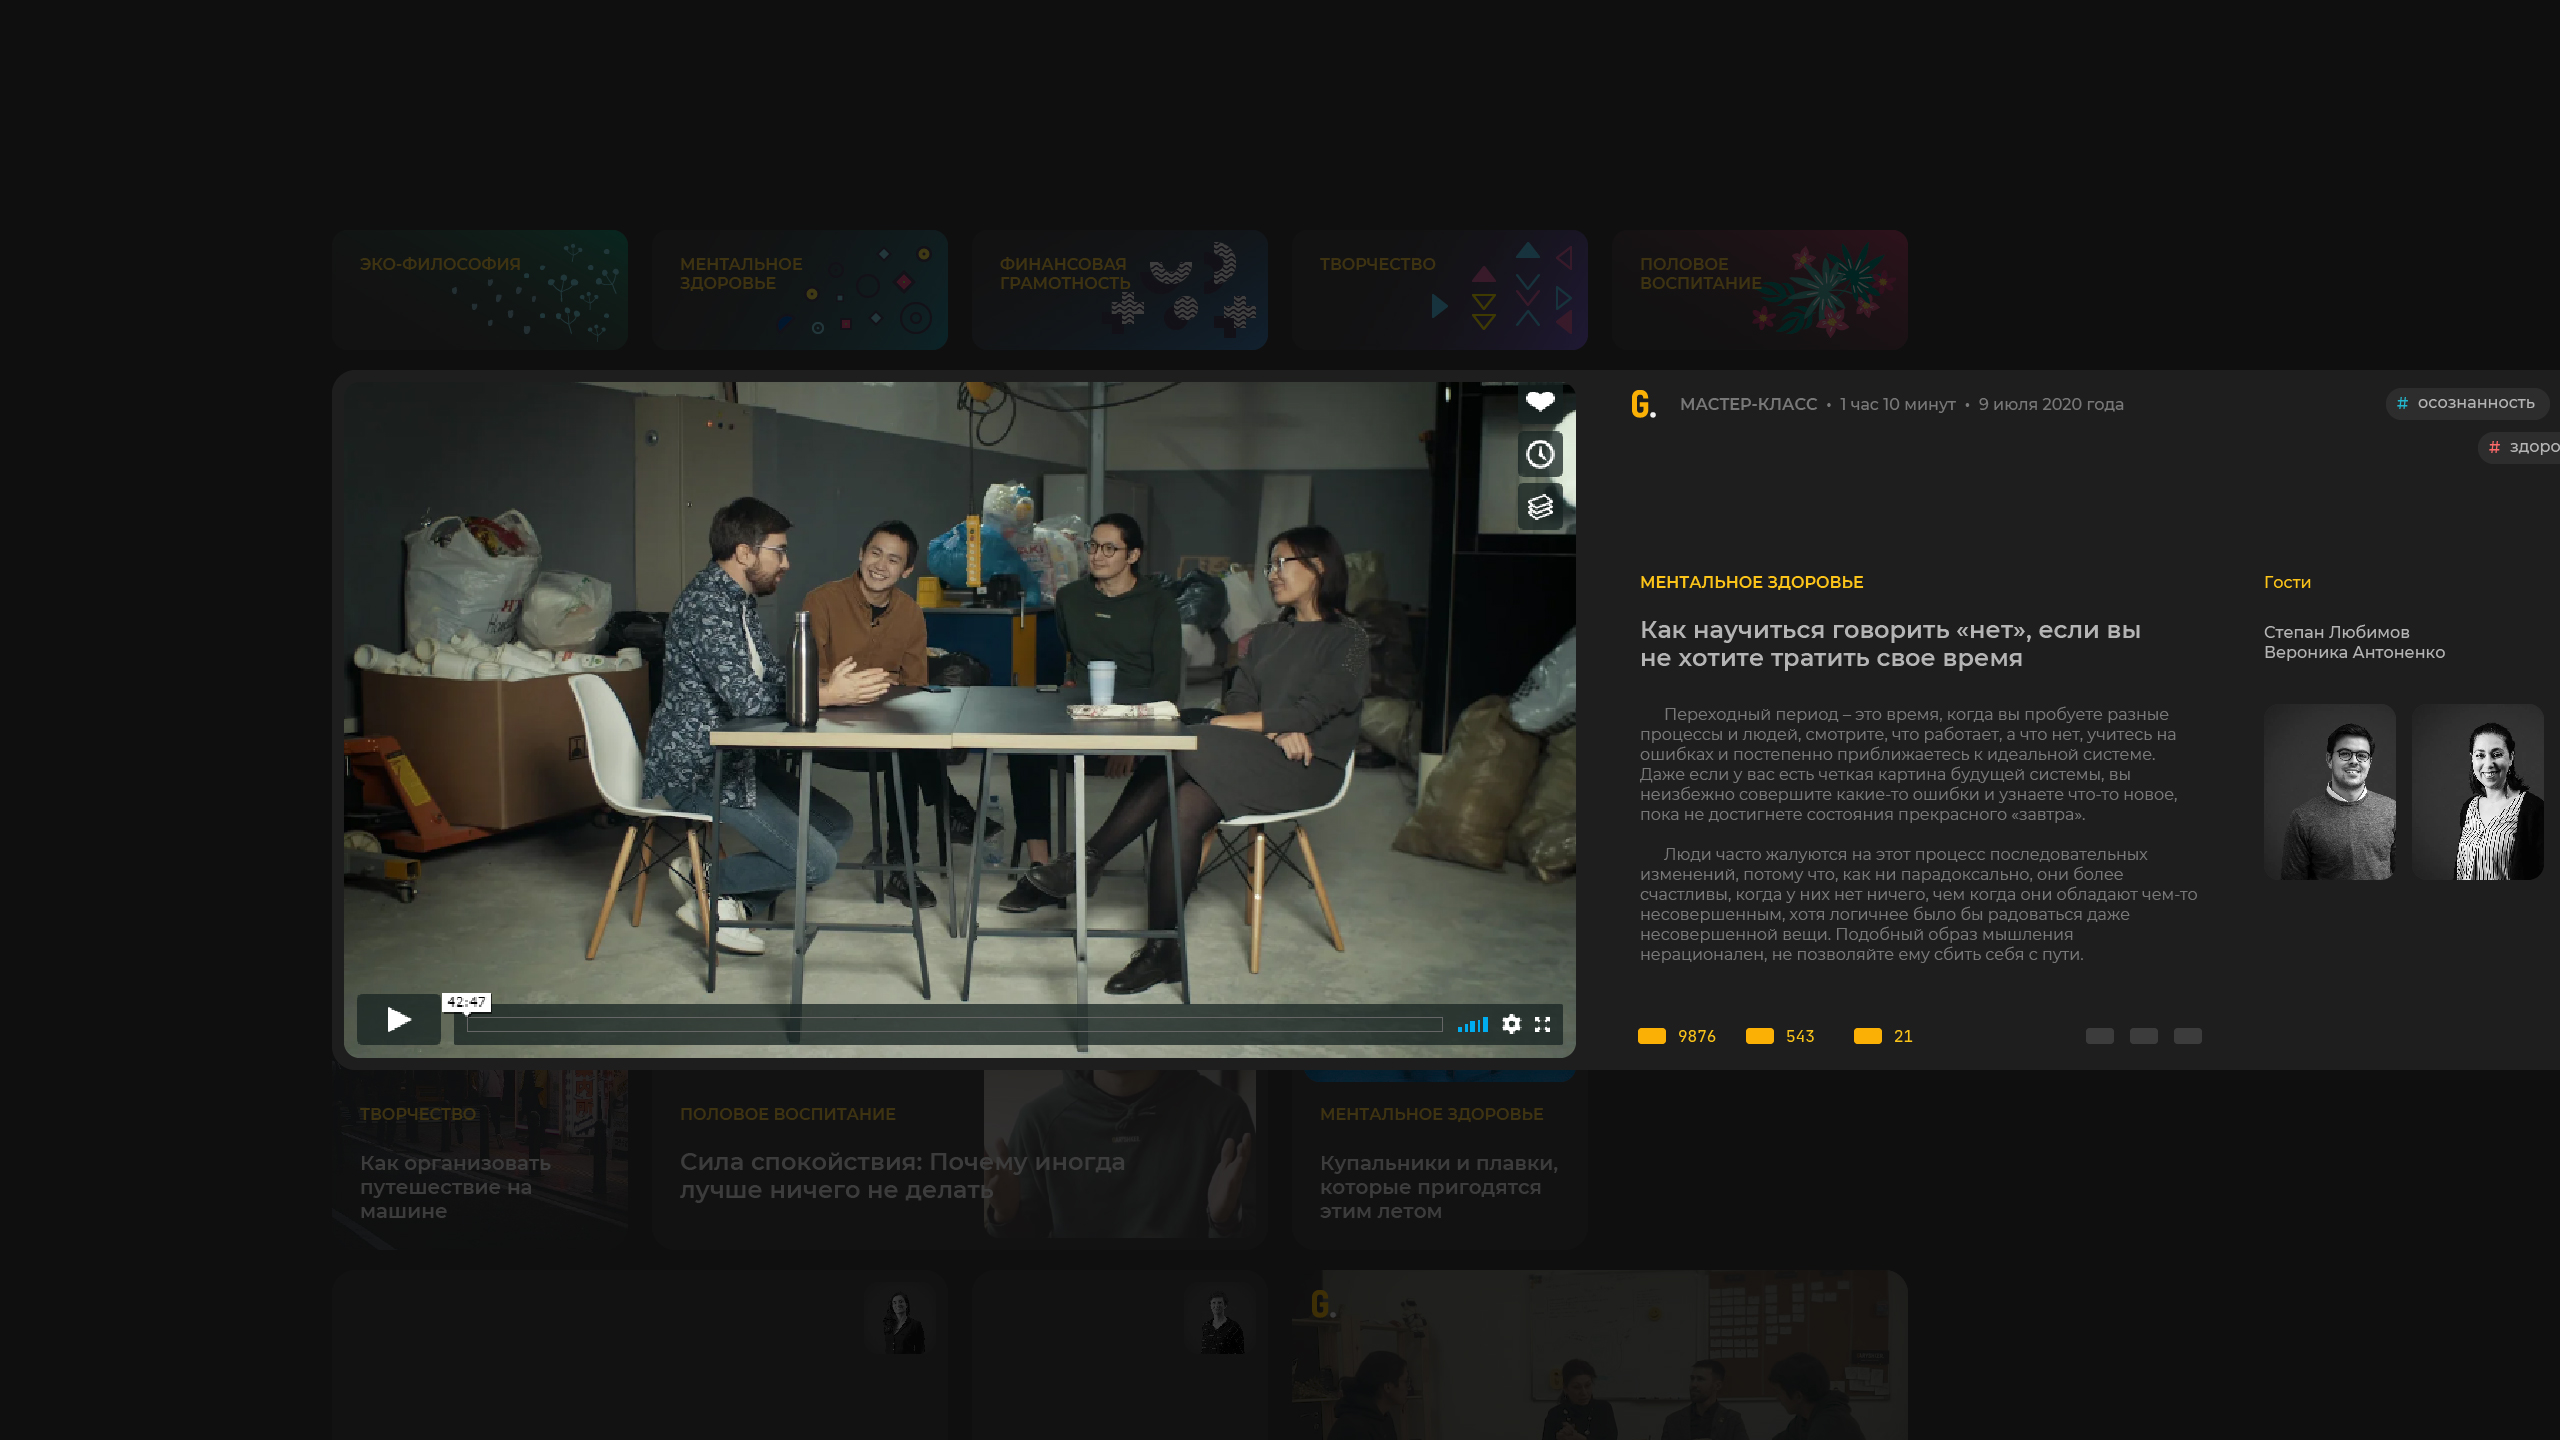 ЭКО-ФИЛОСОФИЯ
МЕНТАЛЬНОЕ
ЗДОРОВЬЕ
ФИНАНСОВАЯ
ГРАМОТНОСТЬ
ТВОРЧЕСТВО
ПОЛОВОЕ
ВОСПИТАНИЕ
42:47
G.
МАСТЕР-КЛАСС • 1 час 10 минут • 9 июля 2020 года
# осознанность
# здоро
МЕНТАЛЬНОЕ ЗДОРОВЬЕ
Как научиться говорить «нет», если вы
не хотите тратить свое время
Переходный период – это время, когда вы пробуете разные
процессы и людей, смотрите, что работает, а что нет, учитесь на
ошибках и постепенно приближаетесь к идеальной системе.
Даже если у вас есть четкая картина будущей системы, вы
неизбежно совершите какие-то ошибки и узнаете что-то новое,
пока не достигнете состояния прекрасного «завтра».
Люди часто жалуются на этот процесс последовательных
изменений, потому что, как ни парадоксально, они более
счастливы, когда у них нет ничего, чем когда они обладают чем-то
несовершенным, хотя логичнее было бы радоваться даже
несовершенной вещи. Подобный образ мышления
нерационален, не позволяйте ему сбить себя с пути.
9876 543 21
Гости
Степан Любимов
Вероника Антоненко
ТВОРЧЕСТВО
Как организовать
путешествие на
машине
ПОЛОВОЕ ВОСПИТАНИЕ
Сила спокойствия: Почему иногда
лучше ничего не делать
МЕНТАЛЬНОЕ ЗДОРОВЬЕ
Купальники и плавки,
которые пригодятся
этим летом
G.